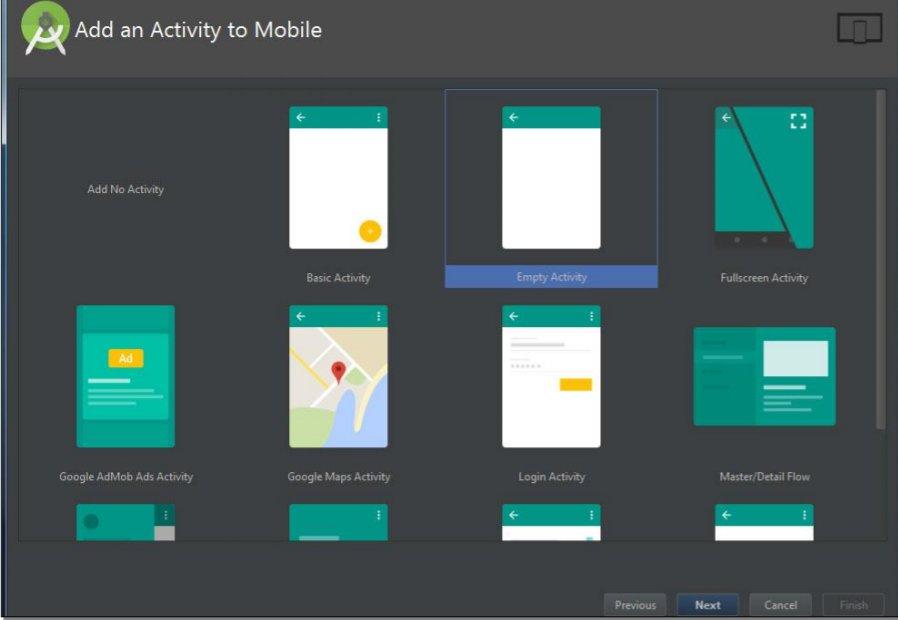 Add an Activity to Mobile
Add No Activity
Basic Activity
Empty Activity
Fullscreen Activity
Ad
Google AdMob Ads Activity
Google Maps Activity
Login Activity
Master/Detail Flow
Previous
Next
Cancel
Finish